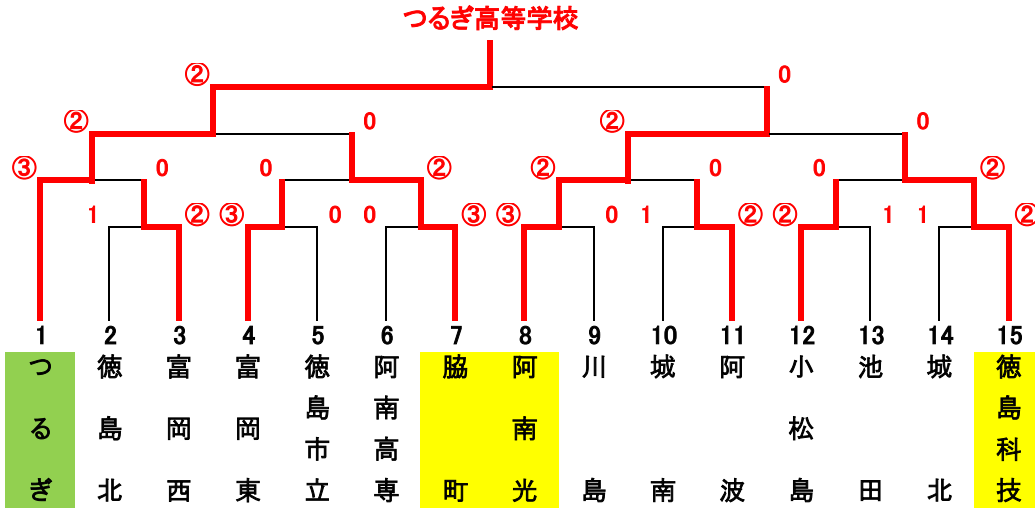 つるぎ高等学校
② 0
② 0 ② 0
③ 0 0 ② ② 0 0 ②
1 ② ③ 0 0 ③ ③ 0 1 ② ② 1 1 ②
1 2 3 4 5 6 7 8 9 10 11 12 13 14 15
つるぎ
徳島北
富岡西
富岡東
徳島市立
阿南高専
脇町
阿南光
川島
城南
阿波
小松島
池田
城北
徳島科技